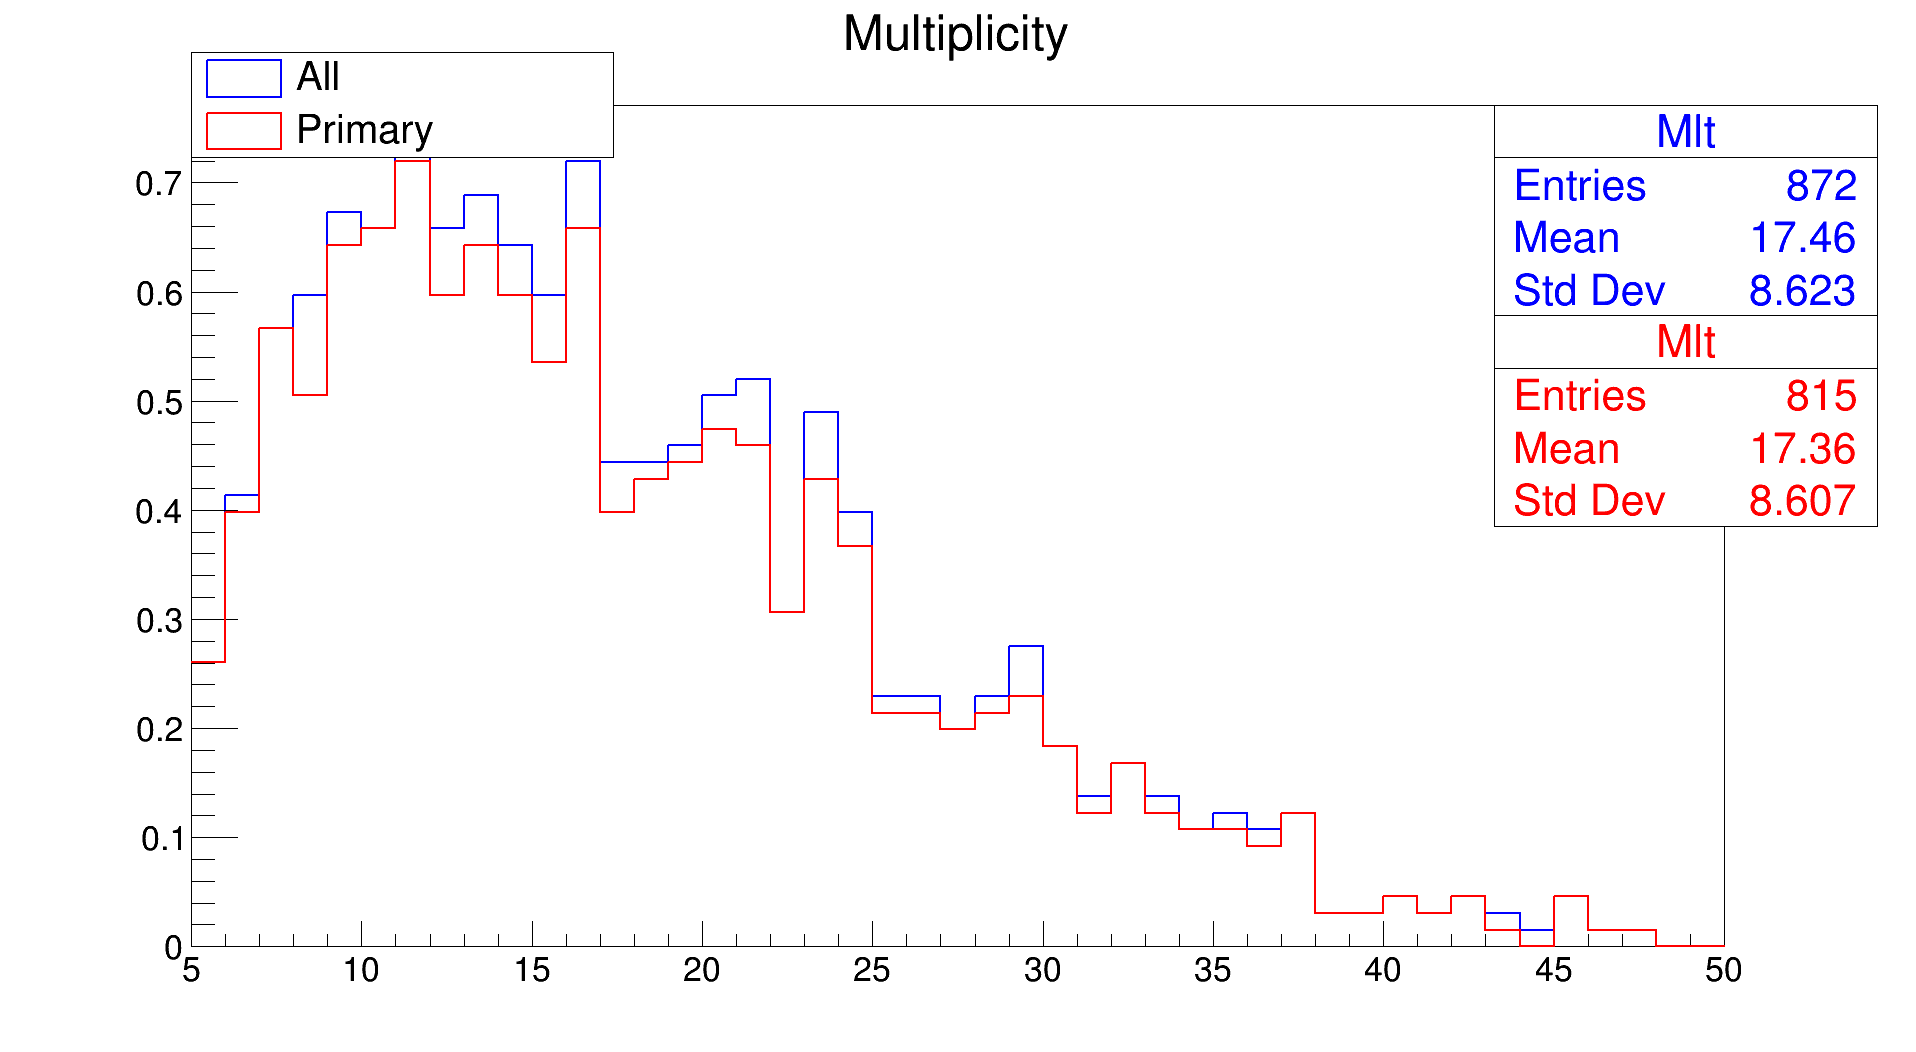 Multiplicity
All
Primary
Mlt
Entries 872
Mean 17.46
Std Dev 8.623
Mlt
Entries 815
Mean 17.36
Std Dev 8.607
0.7
0.6
0.5
0.4
0.3
0.2
0.1
0
5 10 15 20 25 30 35 40 45 50